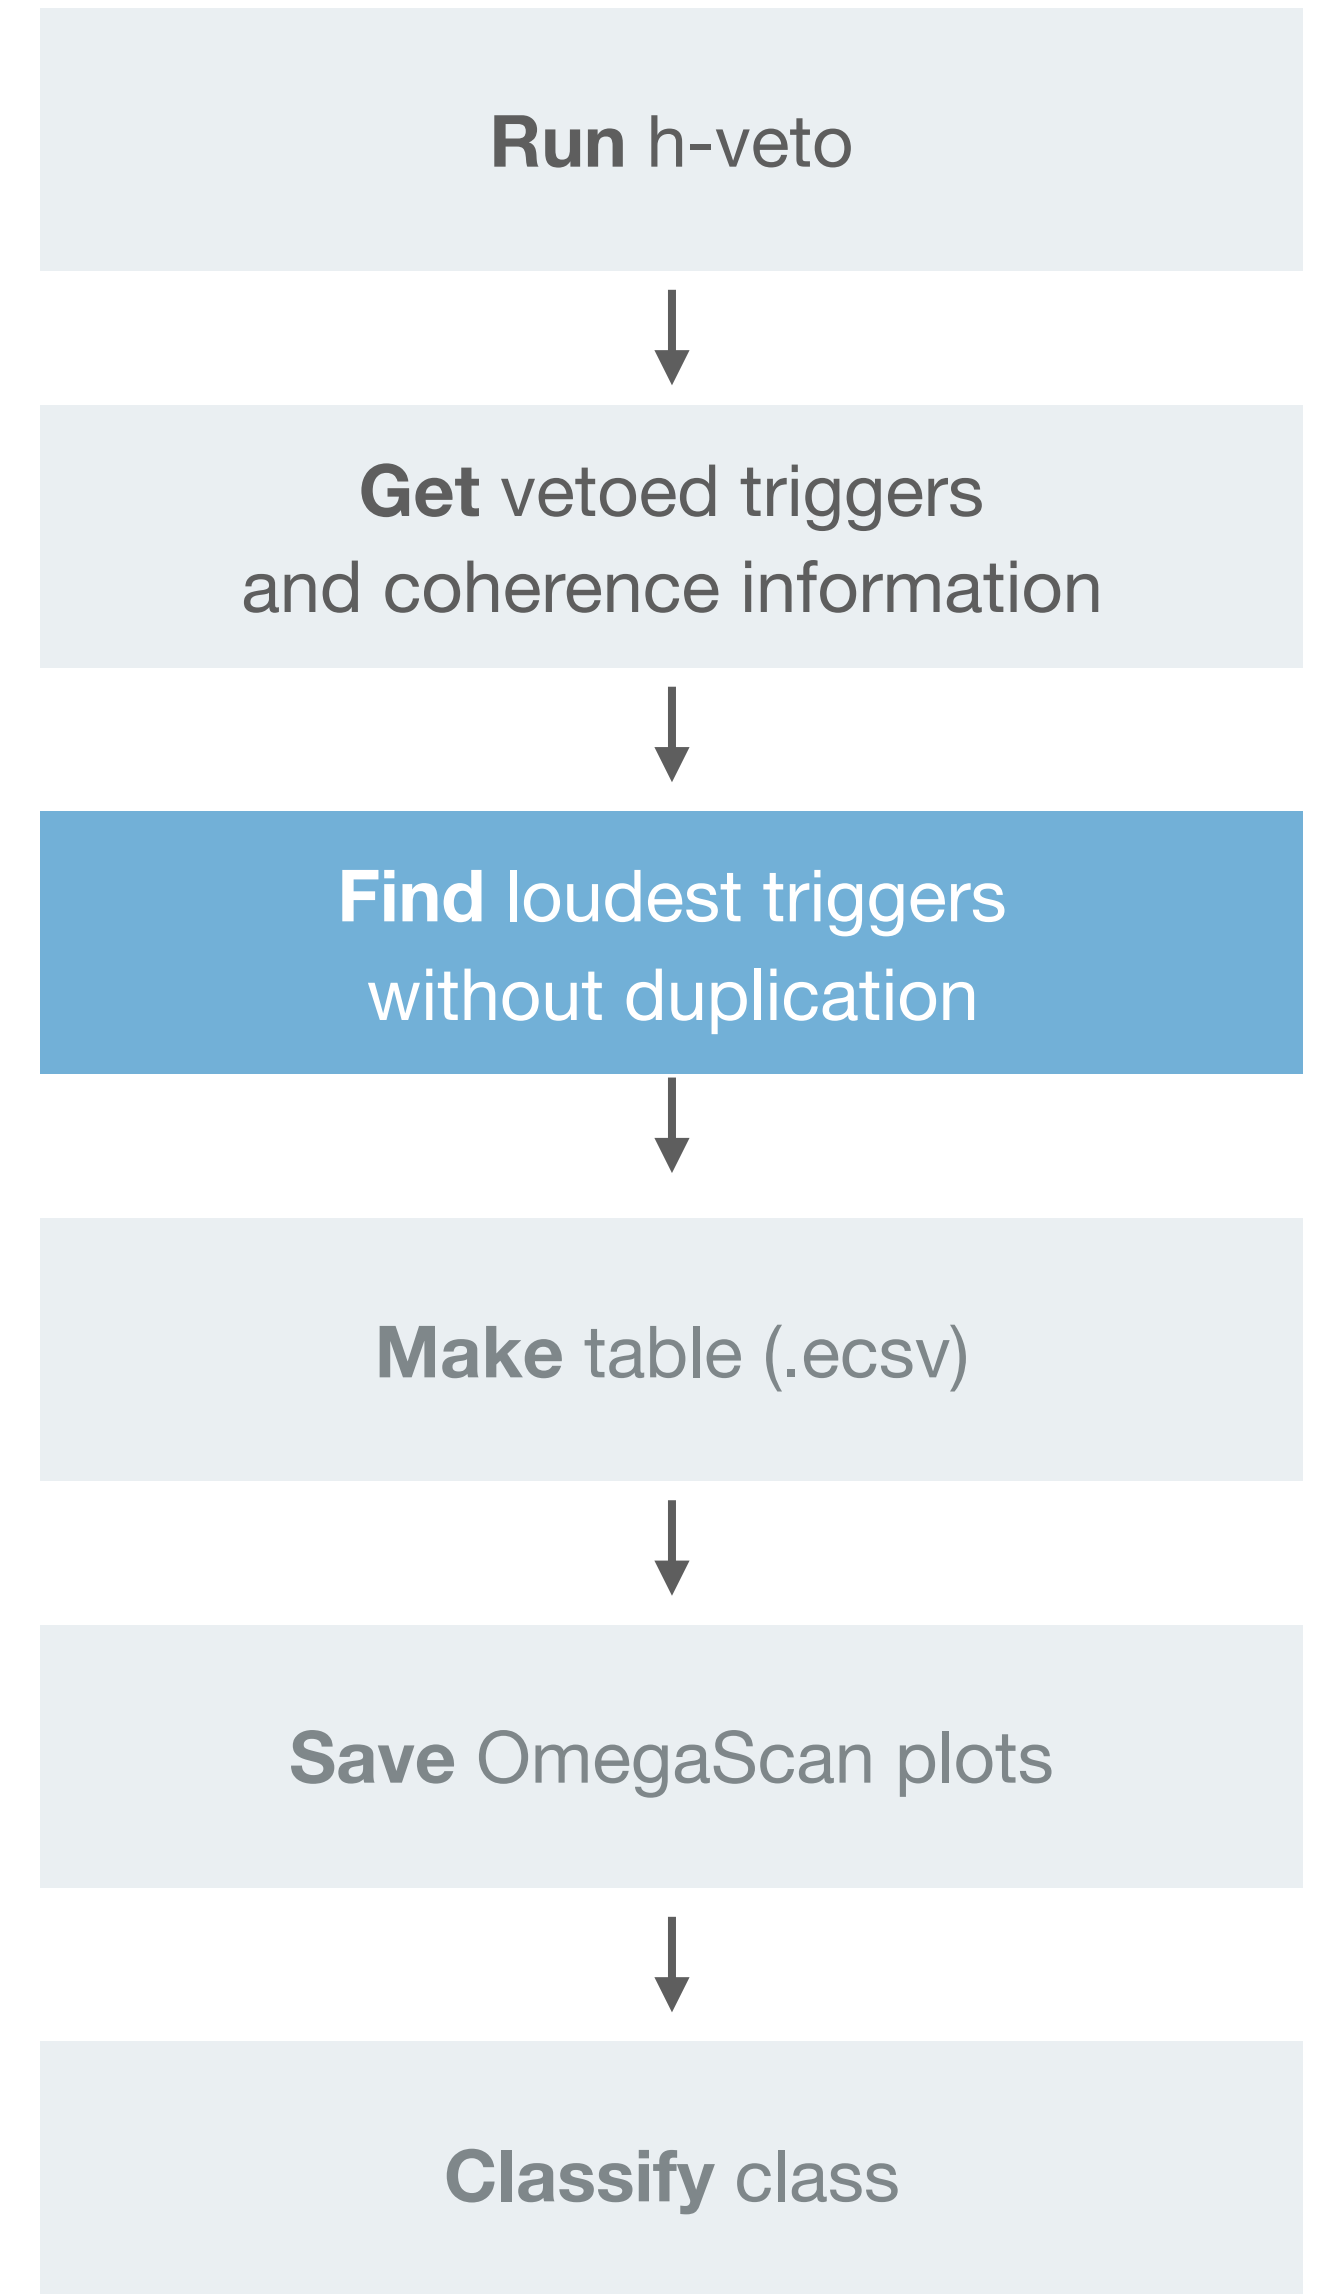 Run h-veto
Get vetoed triggers
and coherence information
Find loudest triggers
without duplication
Make table (.ecsv)
Save OmegaScan plots
Classify class